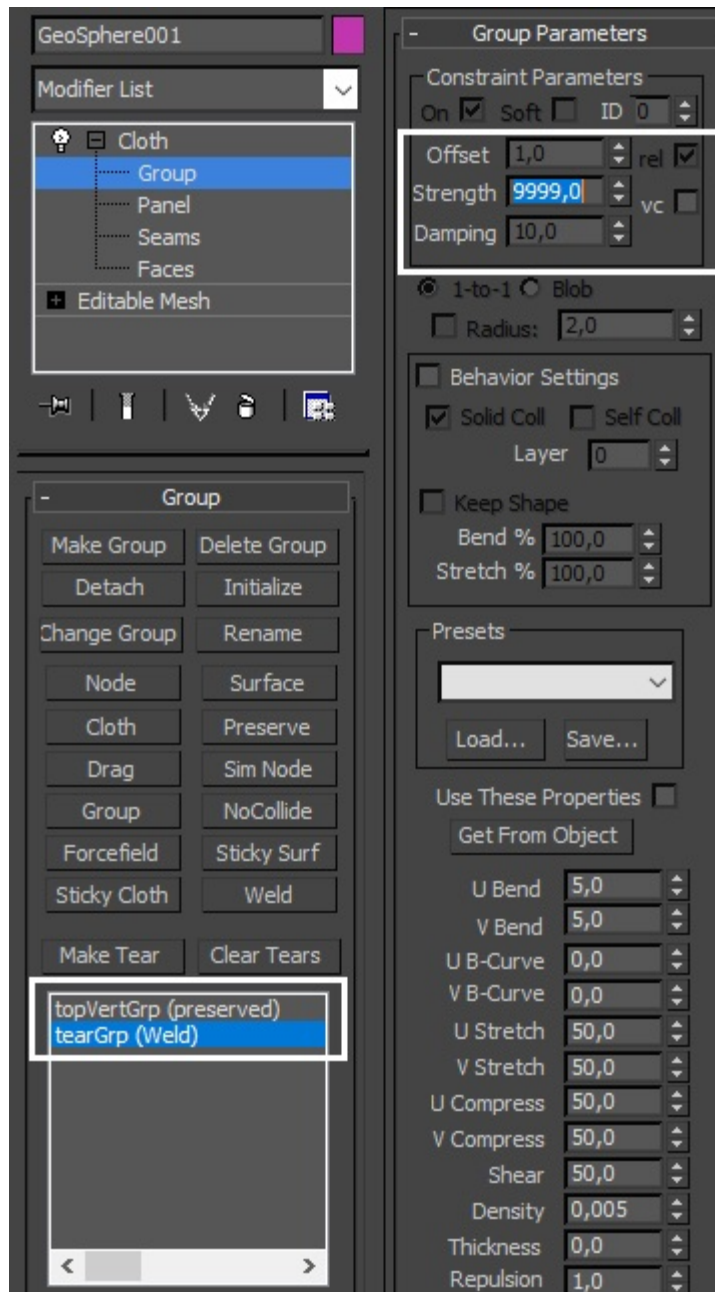 GeoSphere001
Modifier List
Cloth
Group
Panel
Seams
Faces
Editable Mesh
- Group
Make Group Delete Group
Detach Initialize
Change Group Rename
Node Surface
Cloth Preserve
Drag Sim Node
Group NoCollide
Forcefield Sticky Surf
Sticky Cloth Weld
Make Tear Clear Tears
topVertGrp (preserved)
tearGrp (Weld)
- Group Parameters
Constraint Parameters
On Soft ID 0
Offset 1,0 rel
Strength 9999,0 vc
Damping 10,0
1-to-1 Blob
Radius: 2,0
Behavior Settings
Solid Coll Self Coll
Layer 0
Keep Shape
Bend % 100,0
Stretch % 100,0
Presets
Load... Save...
Use These Properties
Get From Object
U Bend 5,0
V Bend 5,0
U B-Curve 0,0
V B-Curve 0,0
U Stretch 50,0
V Stretch 50,0
U Compress 50,0
V Compress 50,0
Shear 50,0
Density 0,005
Thickness 0,0
Repulsion 1,0